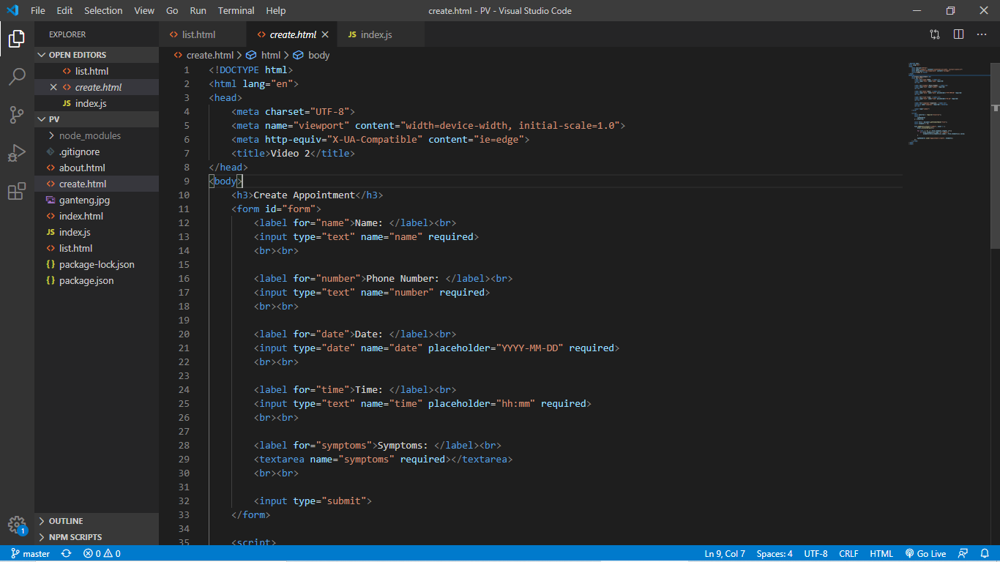 File Edit Selection View Go Run Terminal Help create.html - PV - Visual Studio Code
EXPLORER
OPEN EDITORS
list.html
create.html
index.js
PV
node_modules
.gitignore
about.html
create.html
ganteng.jpg
index.html
index.js
list.html
package-lock.json
package.json
OUTLINE
NPM SCRIPTS
1
list.html create.html JS index.js
create.html > html > body
1 <!DOCTYPE html>
2 <html lang="en">
3 <head>
4 <meta charset="UTF-8">
5 <meta name="viewport" content="width=device-width, initial-scale=1.0">
6 <meta http-equiv="X-UA-Compatible" content="ie=edge">
7 <title>Video 2</title>
8 </head>
9 <body>
10 <h3>Create Appointment</h3>
11 <form id="form">
12 <label for="name">Name: </label><br>
13 <input type="text" name="name" required>
14 <br><br>
15
16 <label for="number">Phone Number: </label><br>
17 <input type="text" name="number" required>
18 <br><br>
19
20 <label for="date">Date: </label><br>
21 <input type="date" name="date" placeholder="YYYY-MM-DD" required>
22 <br><br>
23
24 <label for="time">Time: </label><br>
25 <input type="text" name="time" placeholder="hh:mm" required>
26 <br><br>
27
28 <label for="symptoms">Symptoms: </label><br>
29 <textarea name="symptoms" required></textarea>
30 <br><br>
31
32 <input type="submit">
33 </form>
34
35 <script>
master 0 0 Ln 9, Col 7 Spaces: 4 UTF-8 CRLF HTML Go Live